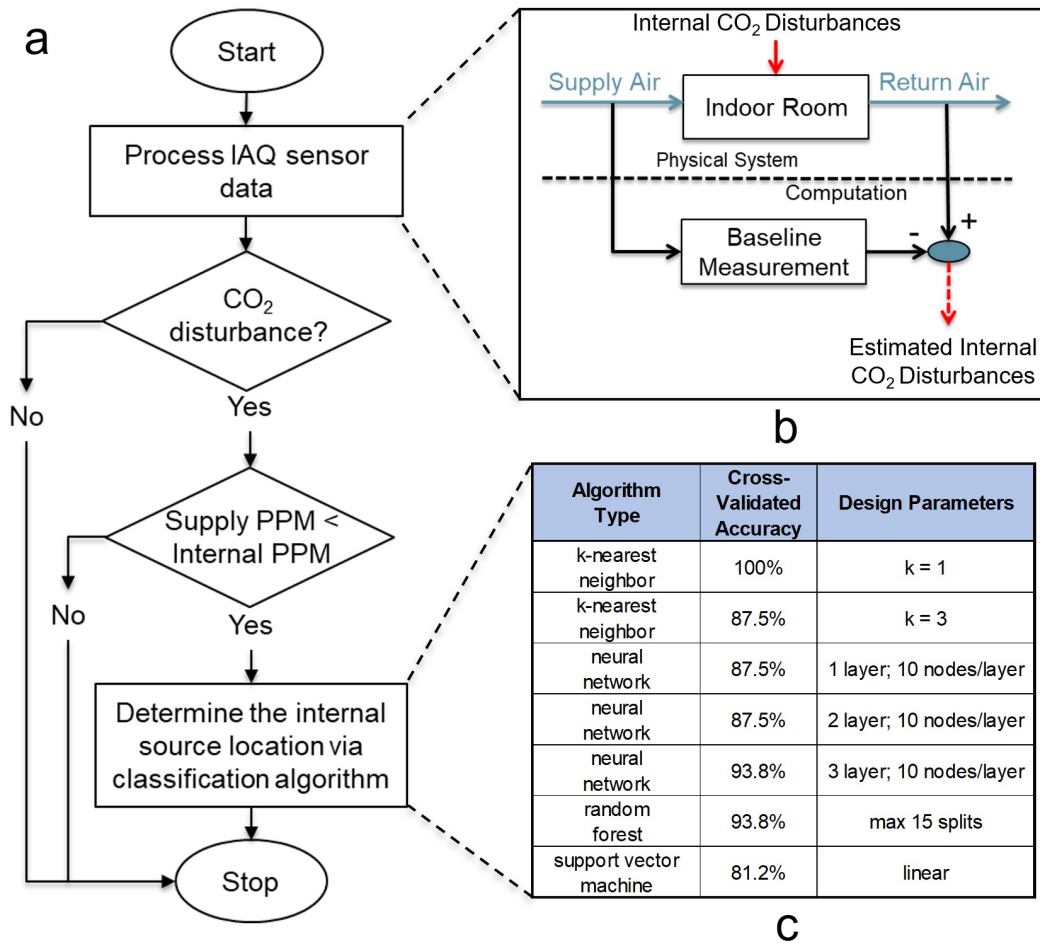 a
Start
Process IAQ sensor
data
CO₂
disturbance?
No
Yes
Supply PPM <
Internal PPM
No
Yes
Determine the internal
source location via
classification algorithm
Stop
Internal CO₂ Disturbances
Supply Air
Indoor Room
Return Air
Physical System
Computation
Baseline
Measurement
-
+
Estimated Internal
CO₂ Disturbances
b
Algorithm
Type
Cross-
Validated
Accuracy
Design Parameters
k-nearest
neighbor
100%
k = 1
k-nearest
neighbor
87.5%
k = 3
neural
network
87.5%
1 layer; 10 nodes/layer
neural
network
87.5%
2 layer; 10 nodes/layer
neural
network
93.8%
3 layer; 10 nodes/layer
random
forest
93.8%
max 15 splits
support vector
machine
81.2%
linear
c